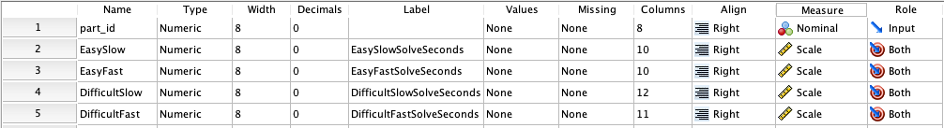 Name Type Width Decimals Label Values Missing Columns Align Measure Role
1 part_id Numeric 8 0 None None 8 Right Nominal Input
2 EasySlow Numeric 8 0 EasySlowSolveSeconds None None 10 Right Scale Both
3 EasyFast Numeric 8 0 EasyFastSolveSeconds None None 10 Right Scale Both
4 DifficultSlow Numeric 8 0 DifficultSlowSolveSeconds None None 12 Right Scale Both
5 DifficultFast Numeric 8 0 DifficultFastSolveSeconds None None 11 Right Scale Both